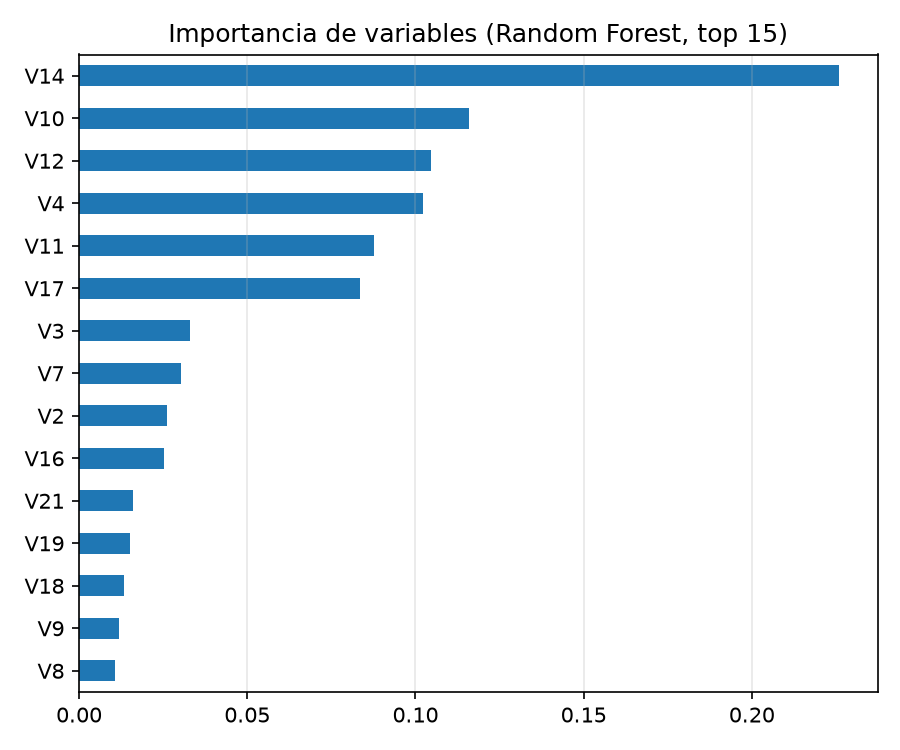 Importancia de variables (Random Forest, top 15)
V14
V10
V12
V4
V11
V17
V3
V7
V2
V16
V21
V19
V18
V9
V8
0.00 0.05 0.10 0.15 0.20